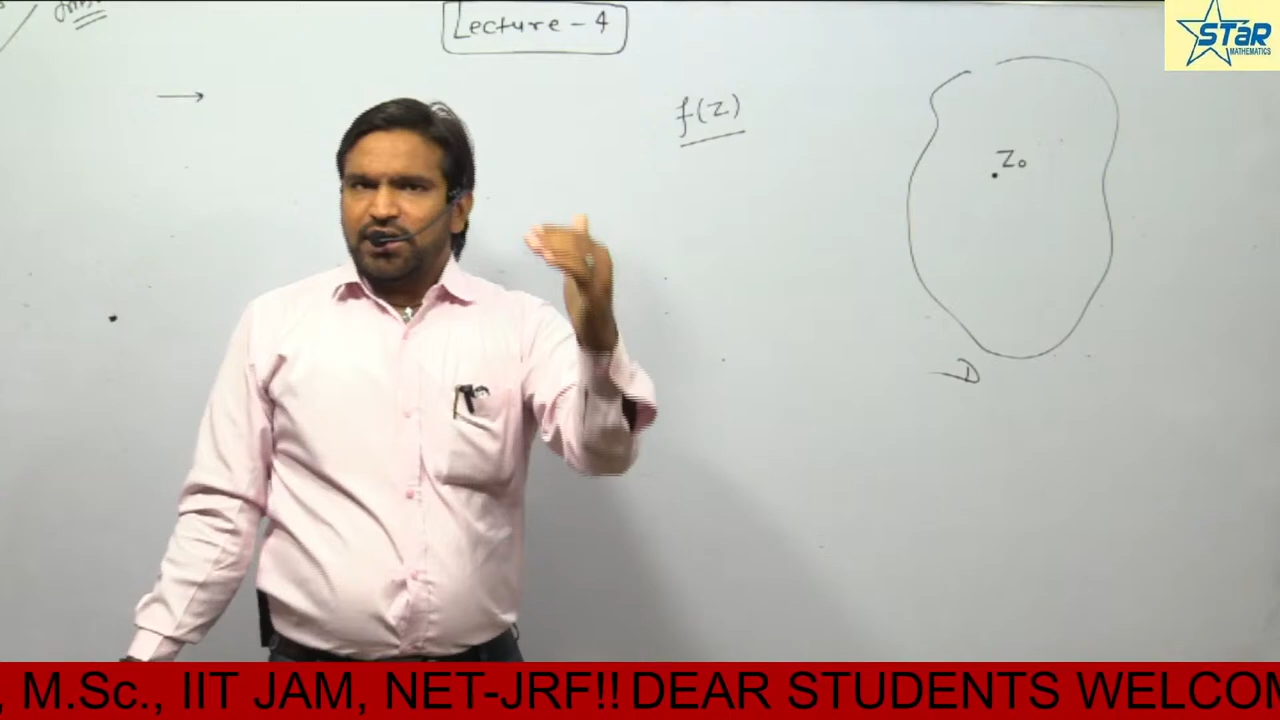 Lecture - 4
STAR
MATHEMATICS
f(z)
z₀
D
, M.Sc., IIT JAM, NET-JRF!! DEAR STUDENTS WELCOM